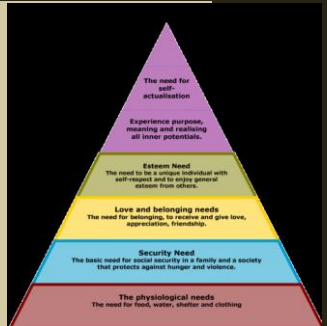 The need for
self-
actualisation
Experience purpose,
meaning and realising
all inner potentials.
Esteem Need
The need to be a unique individual with
self-respect and to enjoy general
esteem from others.
Love and belonging needs
The need for belonging, to receive and give love,
appreciation, friendship.
Security Need
The basic need for social security in a family and a society
that protects against hunger and violence.
The physiological needs
The need for food, water, shelter and clothing